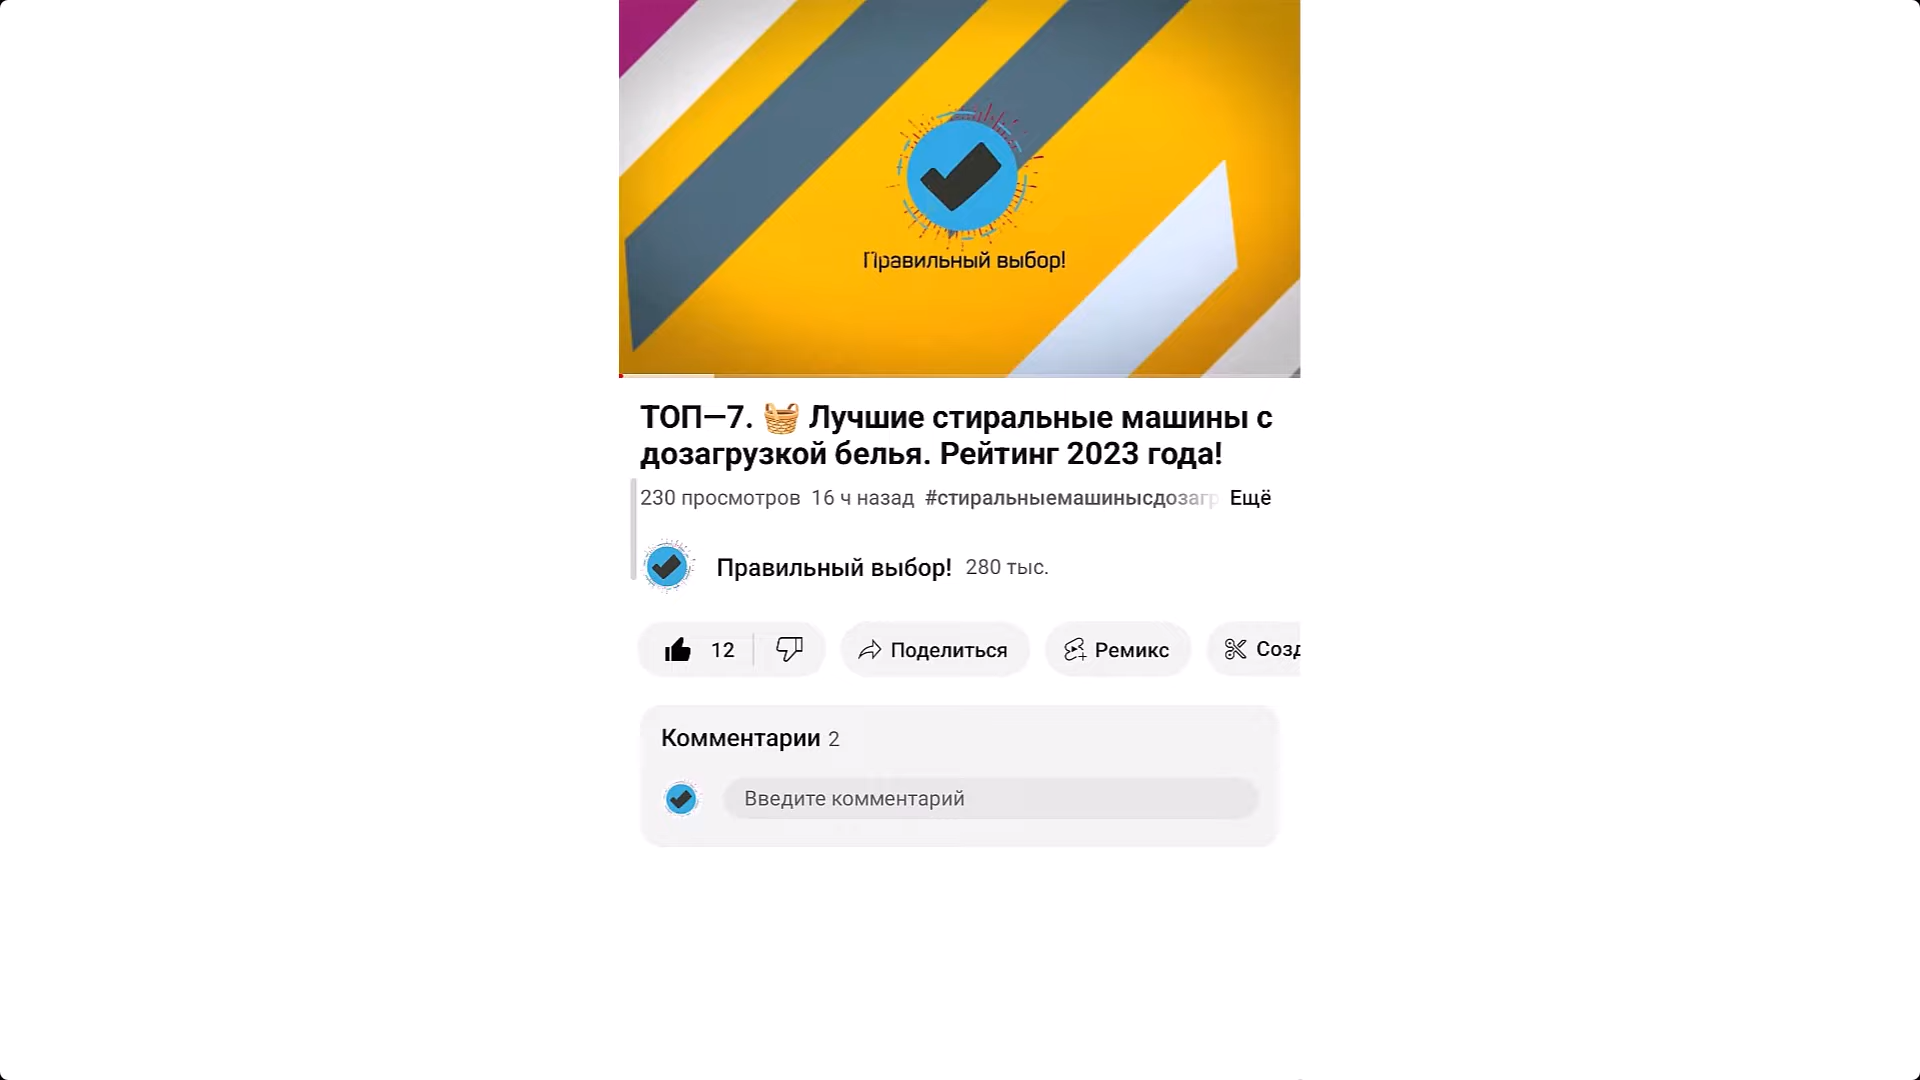 Правильный выбор!
ТОП—7. 🧺 Лучшие стиральные машины с
дозагрузкой белья. Рейтинг 2023 года!
230 просмотров 16 ч назад #стиральныемашинысдозагр Ещё
Правильный выбор! 280 тыс.
12 Поделиться Ремикс Созд
Комментарии 2
Введите комментарий